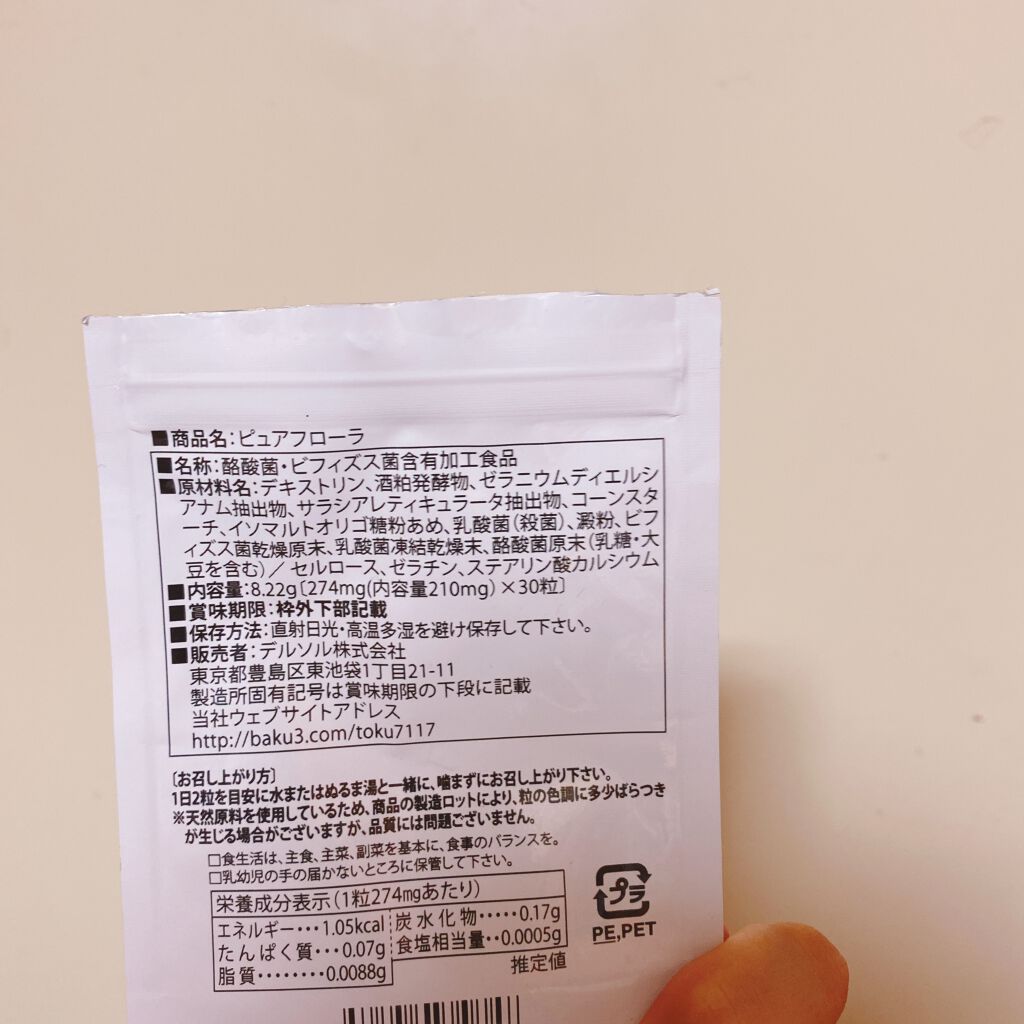 ■商品名:ピュアフローラ
■名称:酪酸菌・ビフィズス菌含有加工食品
■原材料名:デキストリン、酒粕発酵物、ゼラニウムディエルシ
アナム抽出物、サラシアレティキュラータ抽出物、コーンスタ
ーチ、イソマルトオリゴ糖粉あめ、乳酸菌(殺菌)、澱粉、ビフ
ィズス菌乾燥原末、乳酸菌凍結乾燥末、酪酸菌原末(乳糖・大
豆を含む)/セルロース、ゼラチン、ステアリン酸カルシウム
■内容量:8.22g〔274mg(内容量210mg)×30粒〕
■賞味期限:枠外下部記載
■保存方法:直射日光・高温多湿を避け保存して下さい。
■販売者:デルソル株式会社
東京都豊島区東池袋1丁目21-11
製造所固有記号は賞味期限の下段に記載
当社ウェブサイトアドレス
http://baku3.com/toku7117
〔お召し上がり方〕
1日2粒を目安に水またはぬるま湯と一緒に、噛まずにお召し上がり下さい。
※天然原料を使用しているため、商品の製造ロットにより、粒の色調に多少ばらつき
が生じる場合がございますが、品質には問題ございません。
□食生活は、主食、主菜、副菜を基本に、食事のバランスを。
□乳幼児の手の届かないところに保管して下さい。
栄養成分表示(1粒274mgあたり)
エネルギー・・・1.05kcal
たんぱく質・・・0.07g
脂質・・・・・・・・0.0088g
炭水化物・・・・・0.17g
食塩相当量・・0.0005g
推定値
プラ
PE,PET